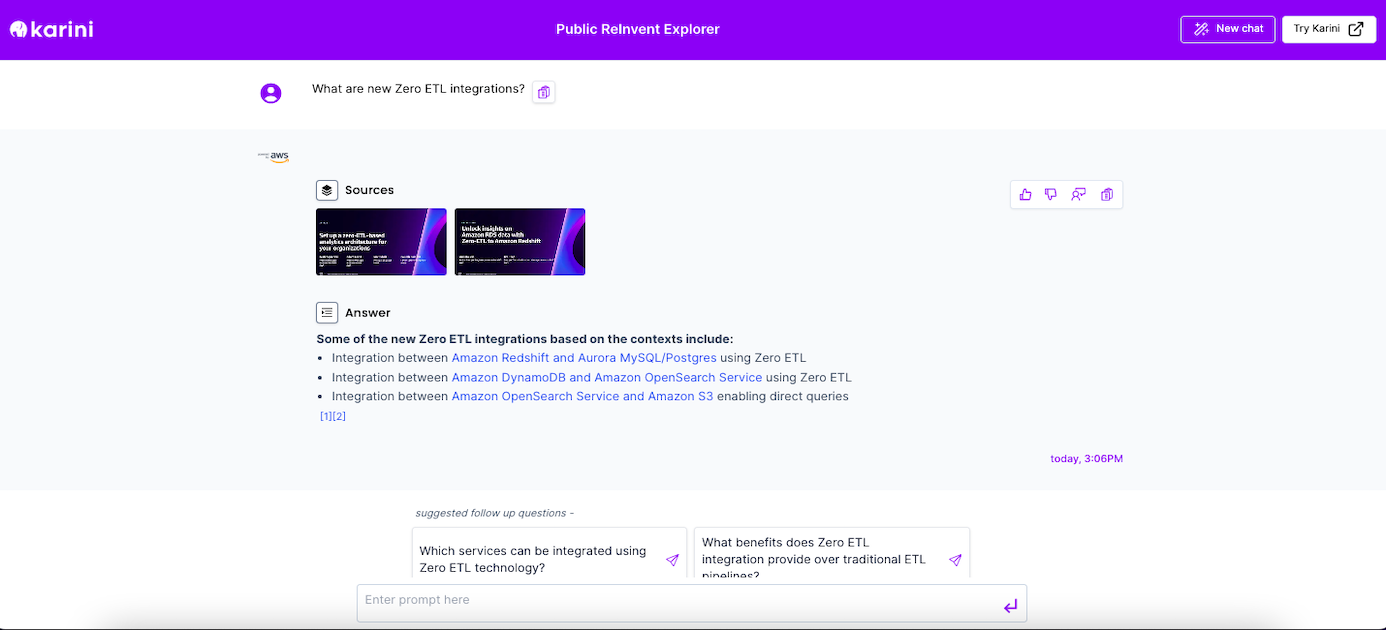 karini
Public ReInvent Explorer
New chat
Try Karini
What are new Zero ETL integrations?
aws
Sources
Set up a zero-ETL-based
analytics architecture for
your organizations
Unlock insights on
Amazon RDS data with
Zero-ETL to Amazon Redshift
Answer
Some of the new Zero ETL integrations based on the contexts include:
• Integration between Amazon Redshift and Aurora MySQL/Postgres using Zero ETL
• Integration between Amazon DynamoDB and Amazon OpenSearch Service using Zero ETL
• Integration between Amazon OpenSearch Service and Amazon S3 enabling direct queries
[1][2]
today, 3:06PM
suggested follow up questions -
Which services can be integrated using
Zero ETL technology?
What benefits does Zero ETL
integration provide over traditional ETL
pipelines?
Enter prompt here